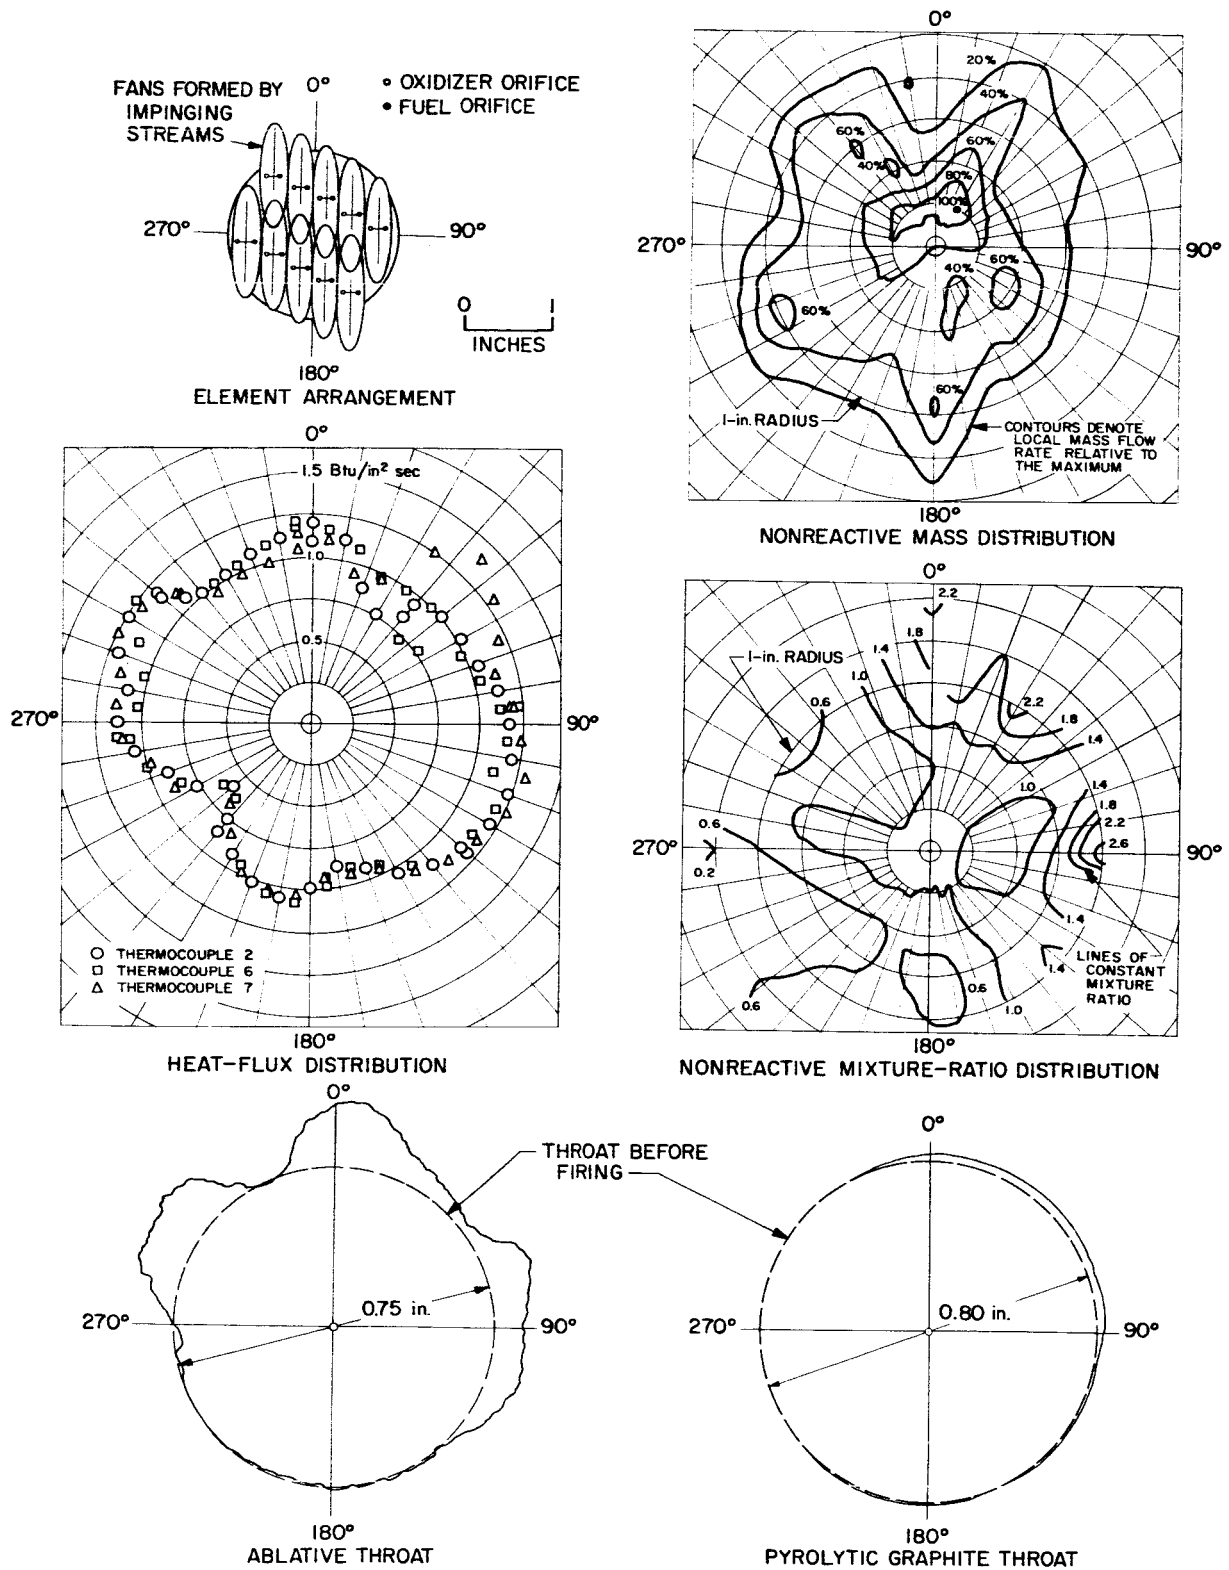 0°
FANS FORMED BY
IMPINGING
STREAMS
OXIDIZER ORIFICE
FUEL ORIFICE
270°
90°
0 1
INCHES
180°
ELEMENT ARRANGEMENT
0°
20%
40%
60%
60%
40%
80%
100%
270°
90°
40%
60%
60%
60%
1-in. RADIUS
CONTOURS DENOTE
LOCAL MASS FLOW
RATE RELATIVE TO
THE MAXIMUM
180°
NONREACTIVE MASS DISTRIBUTION
0°
1.5 Btu/in² sec
1.0
0.5
270°
90°
THERMOCOUPLE 2
THERMOCOUPLE 6
THERMOCOUPLE 7
180°
HEAT-FLUX DISTRIBUTION
0°
2.2
1.8
1.4
1.0
1-in. RADIUS
0.6
2.2
1.8
1.4
1.4
1.0
1.8
2.2
2.6
0.6
270°
90°
0.2
1.4
1.4
LINES OF
CONSTANT
MIXTURE
RATIO
0.6
0.6
1.0
180°
NONREACTIVE MIXTURE-RATIO DISTRIBUTION
0°
THROAT BEFORE
FIRING
270°
0.75 in.
90°
180°
ABLATIVE THROAT
0°
270°
0.80 in.
90°
180°
PYROLYTIC GRAPHITE THROAT